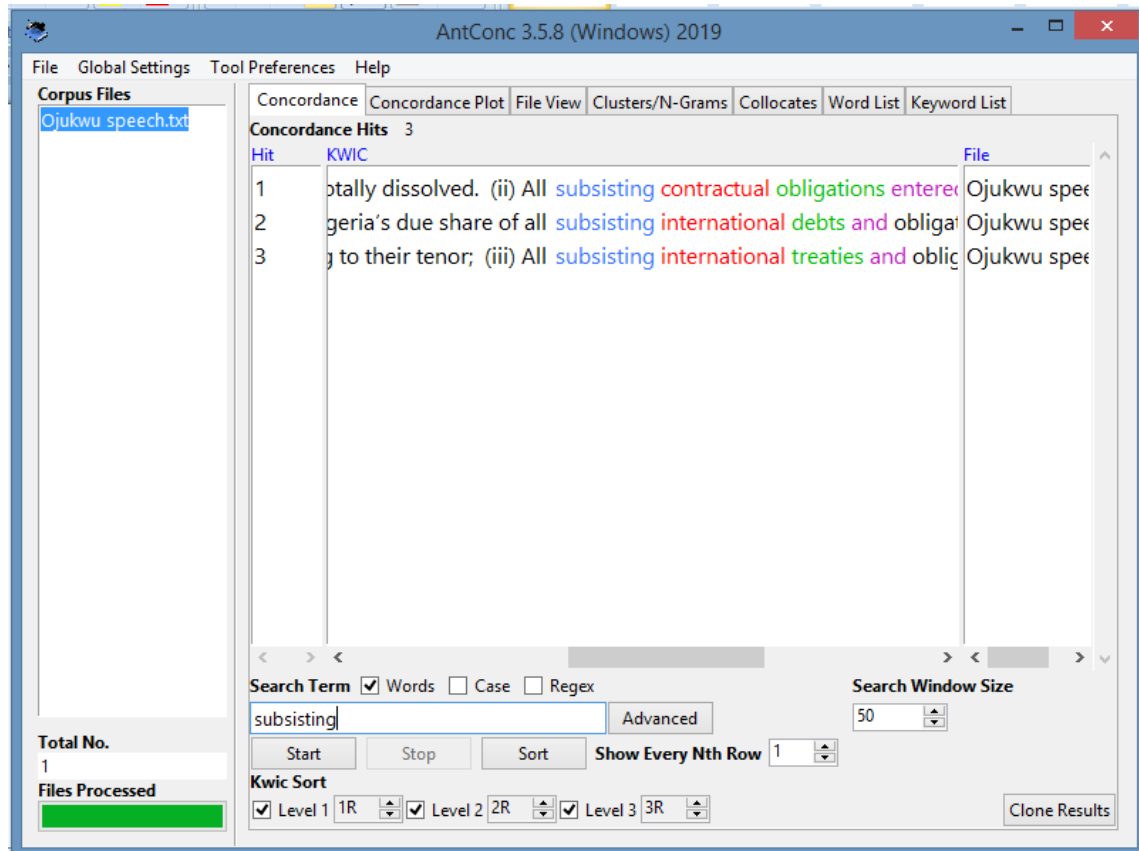 AntConc 3.5.8 (Windows) 2019
File Global Settings Tool Preferences Help
Corpus Files
Ojukwu speech.txt
Concordance Concordance Plot File View Clusters/N-Grams Collocates Word List Keyword List
Concordance Hits 3
Hit KWIC File
1 otally dissolved. (ii) All subsisting contractual obligations entered Ojukwu spee
2 geria’s due share of all subsisting international debts and obligat Ojukwu spee
3 g to their tenor; (iii) All subsisting international treaties and oblig Ojukwu spee
Search Term Words Case Regex Search Window Size
subsisting Advanced 50
Total No.
1
Start Stop Sort Show Every Nth Row 1
Files Processed
Kwic Sort
Level 1 1R Level 2 2R Level 3 3R Clone Results